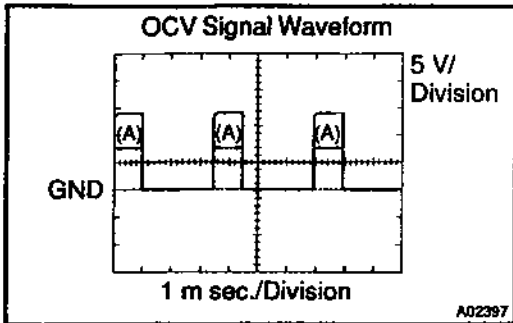 OCV Signal Waveform
5 V/
Division
(A) (A) (A)
GND
1 m sec./Division
A02397